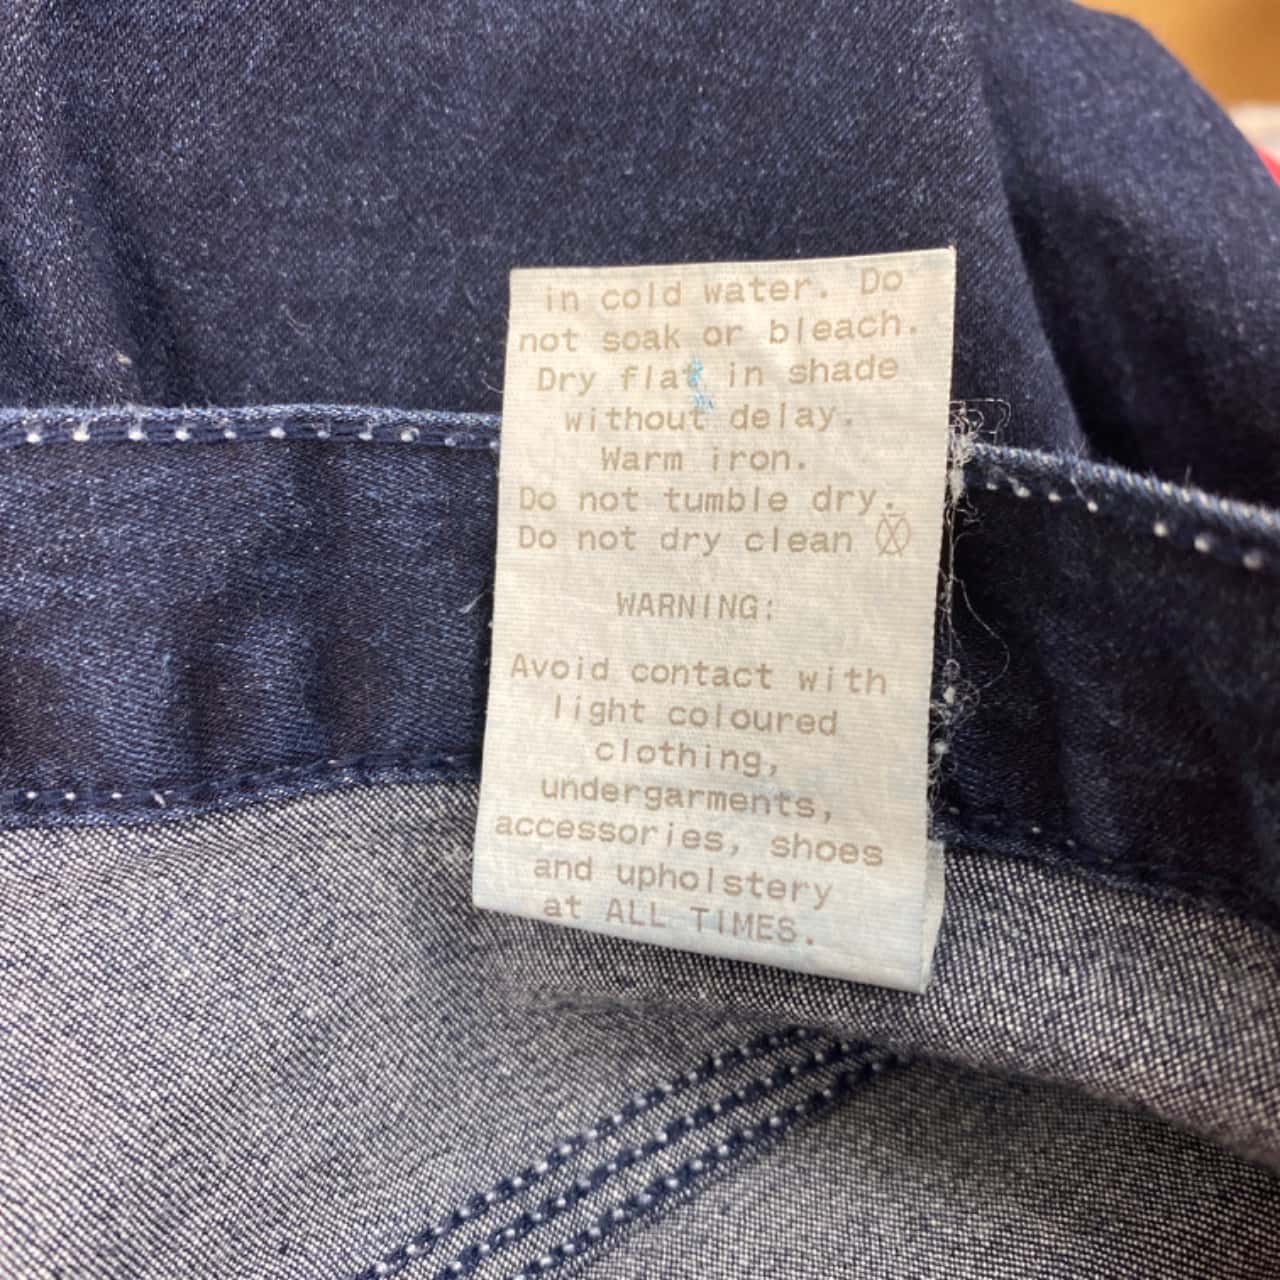 in cold water. Do
not soak or bleach.
Dry flat in shade
without delay.
Warm iron.
Do not tumble dry.
Do not dry clean
WARNING:
Avoid contact with
light coloured
clothing,
undergarments,
accessories, shoes
and upholstery
at ALL TIMES.